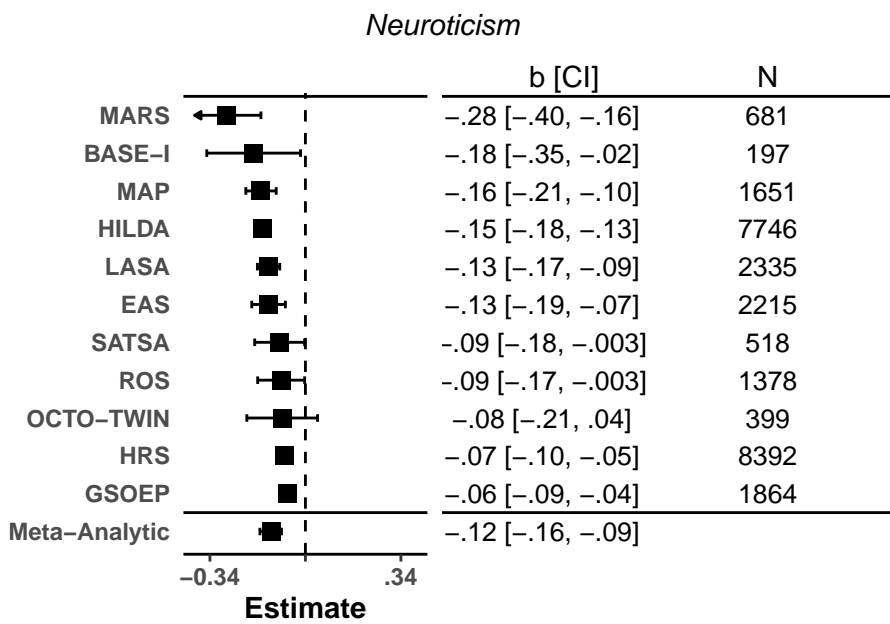 Neuroticism
b [CI] N
MARS −.28 [−.40, −.16] 681
BASE−I −.18 [−.35, −.02] 197
MAP −.16 [−.21, −.10] 1651
HILDA −.15 [−.18, −.13] 7746
LASA −.13 [−.17, −.09] 2335
EAS −.13 [−.19, −.07] 2215
SATSA −.09 [−.18, −.003] 518
ROS −.09 [−.17, −.003] 1378
OCTO−TWIN −.08 [−.21, .04] 399
HRS −.07 [−.10, −.05] 8392
GSOEP −.06 [−.09, −.04] 1864
Meta−Analytic −.12 [−.16, −.09]
−0.34 .34
Estimate